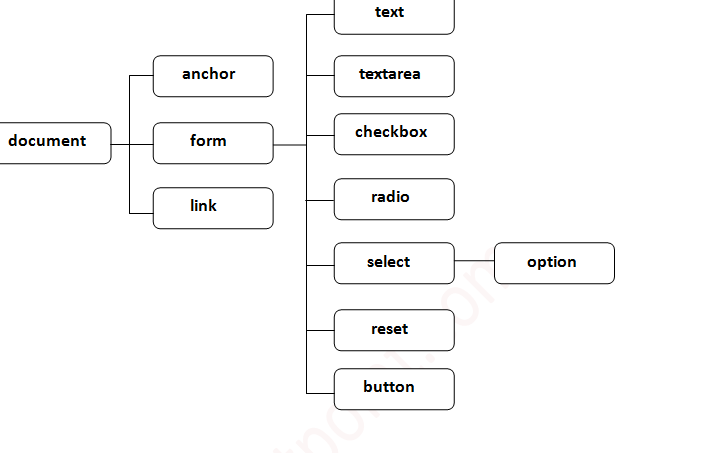 text
anchor
textarea
document
form
checkbox
link
radio
select
option
reset
button